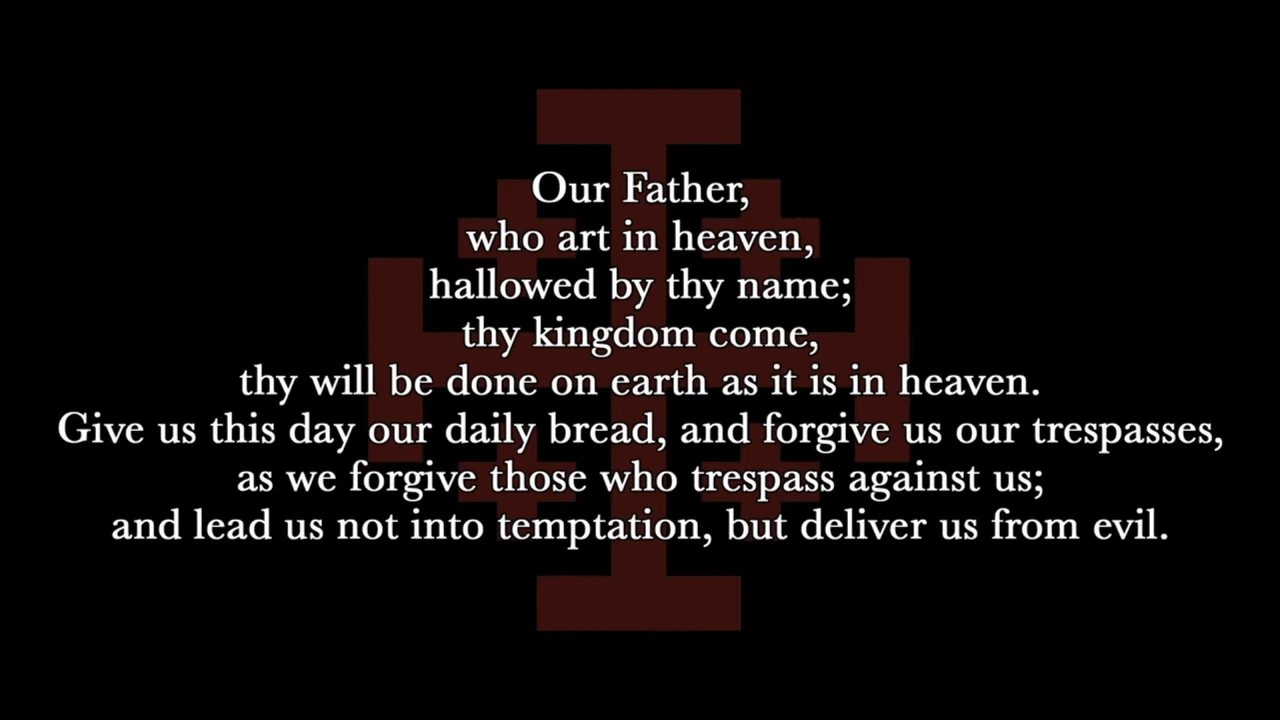 Our Father,
who art in heaven,
hallowed by thy name;
thy kingdom come,
thy will be done on earth as it is in heaven.
Give us this day our daily bread, and forgive us our trespasses,
as we forgive those who trespass against us;
and lead us not into temptation, but deliver us from evil.